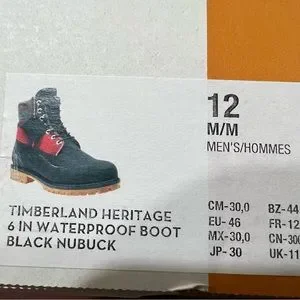 12
M/M
MEN'S/HOMMES
TIMBERLAND HERITAGE
6 IN WATERPROOF BOOT
BLACK NUBUCK
CM-30,0 BZ-44
EU- 46 FR-12
MX-30,0 CN-300
JP- 30 UK-11